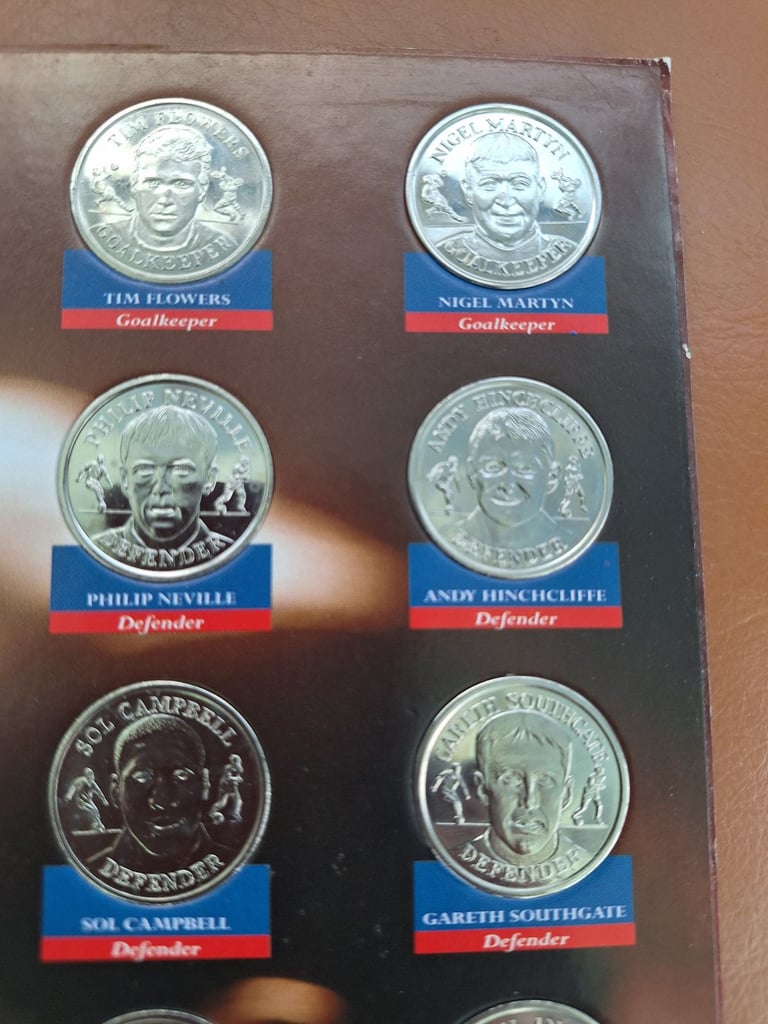 TIM FLOWERS
GOALKEEPER
TIM FLOWERS
Goalkeeper
NIGEL MARTYN
GOALKEEPER
NIGEL MARTYN
Goalkeeper
PHILIP NEVILLE
DEFENDER
PHILIP NEVILLE
Defender
ANDY HINCHCLIFFE
DEFENDER
ANDY HINCHCLIFFE
Defender
SOL CAMPBELL
DEFENDER
SOL CAMPBELL
Defender
GARETH SOUTHGATE
DEFENDER
GARETH SOUTHGATE
Defender